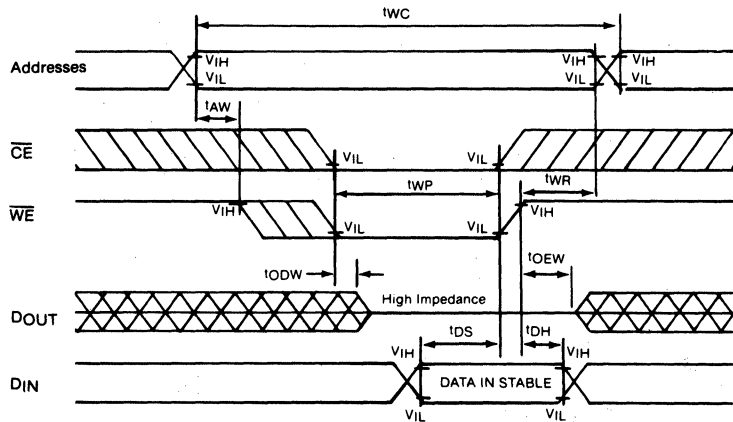 tWC
Addresses VIH VIH VIH
VIL VIL VIL
tAW
CE VIL VIL
tWP tWR
WE VIH VIH
VIL VIL
tODW tOEW
DOUT High Impedance
tDS tDH
VIH VIH
DIN DATA IN STABLE
VIL VIL